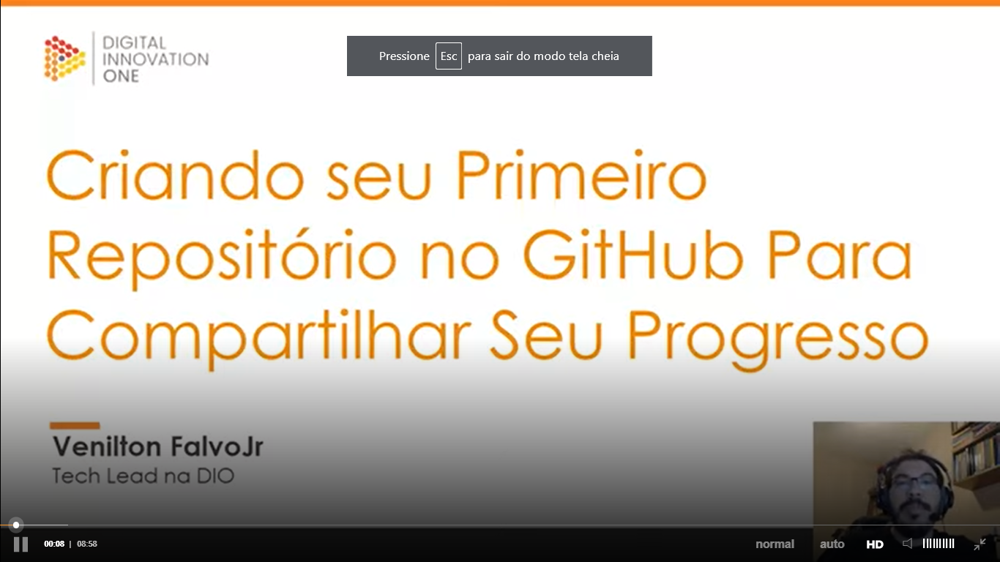 DIGITAL
INNOVATION
ONE
Pressione Esc para sair do modo tela cheia
Criando seu Primeiro
Repositório no GitHub Para
Compartilhar Seu Progresso
Venilton FalvoJr
Tech Lead na DIO
00:08 | 08:58
normal auto HD